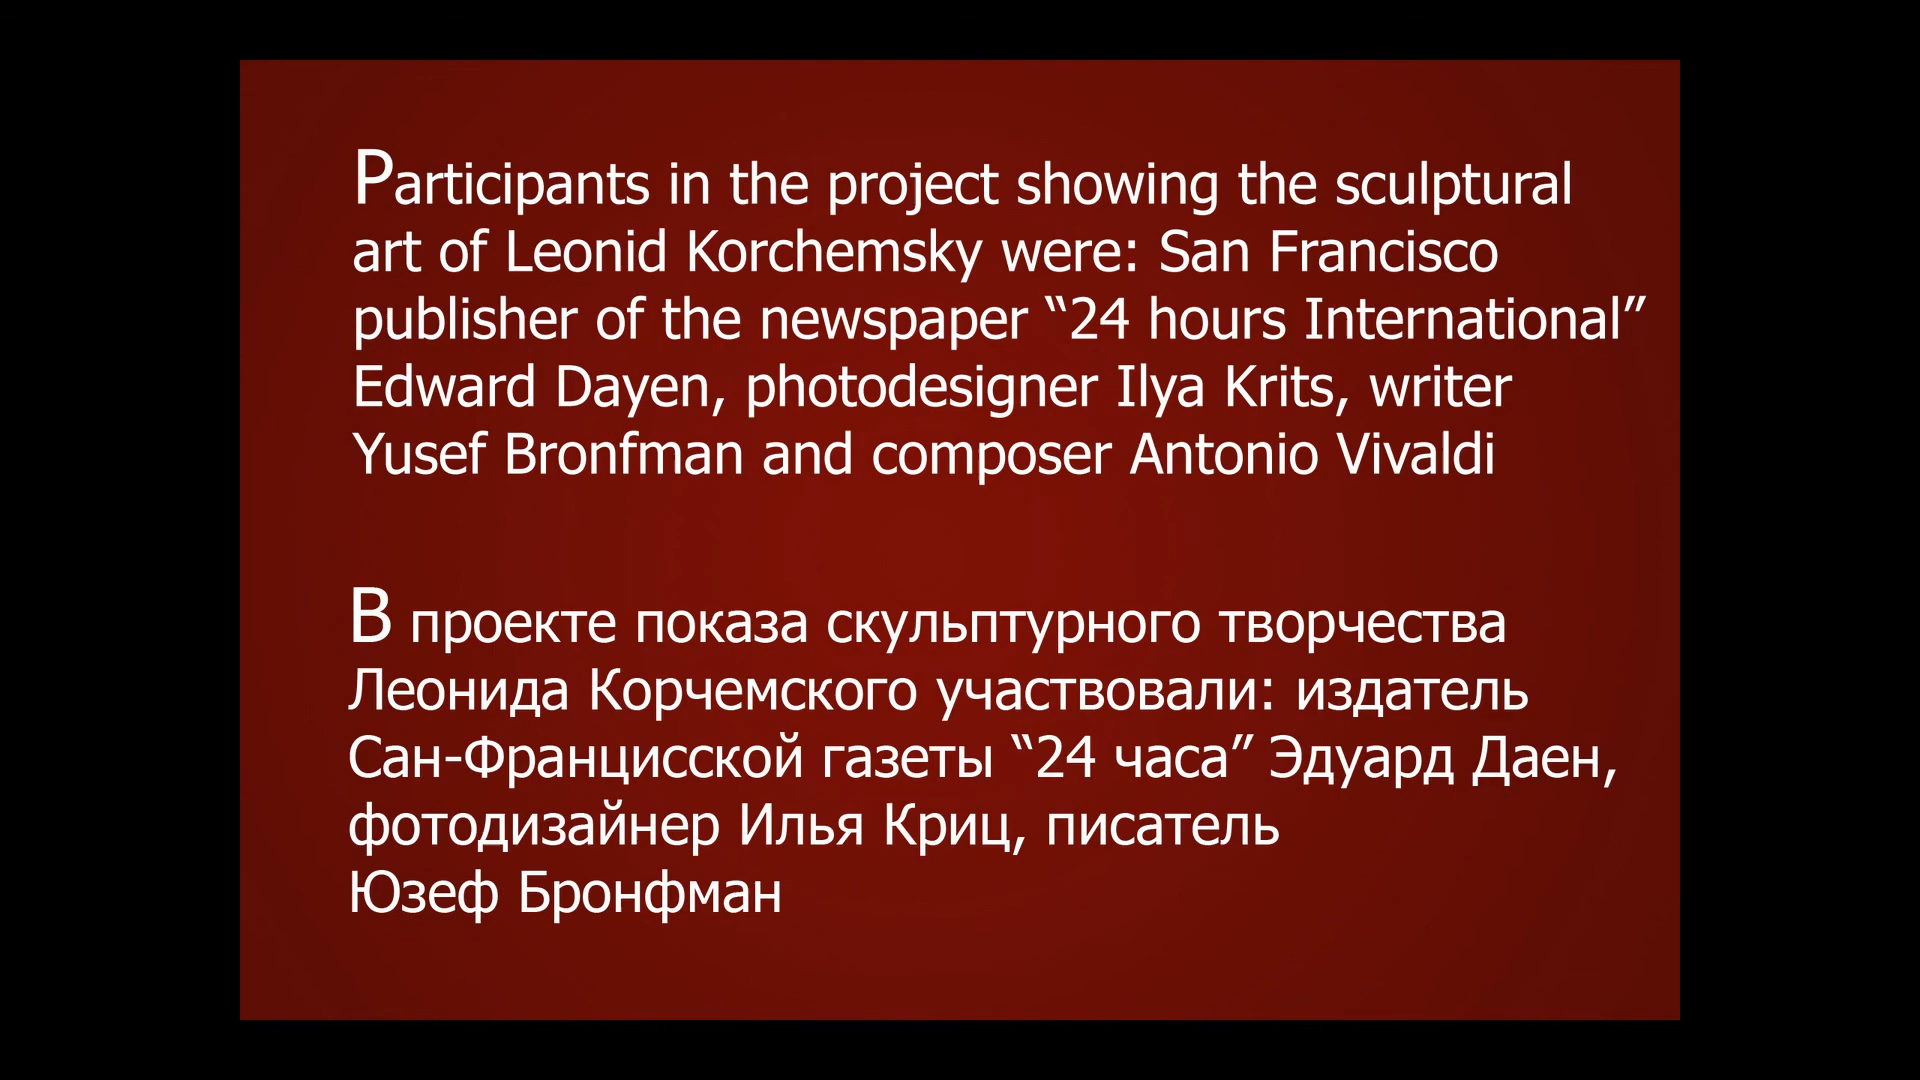 Participants in the project showing the sculptural
art of Leonid Korchemsky were: San Francisco
publisher of the newspaper “24 hours International”
Edward Dayen, photodesigner Ilya Krits, writer
Yusef Bronfman and composer Antonio Vivaldi
В проекте показа скульптурного творчества
Леонида Корчемского участвовали: издатель
Сан-Францисской газеты “24 часа” Эдуард Даен,
фотодизайнер Илья Криц, писатель
Юзеф Бронфман